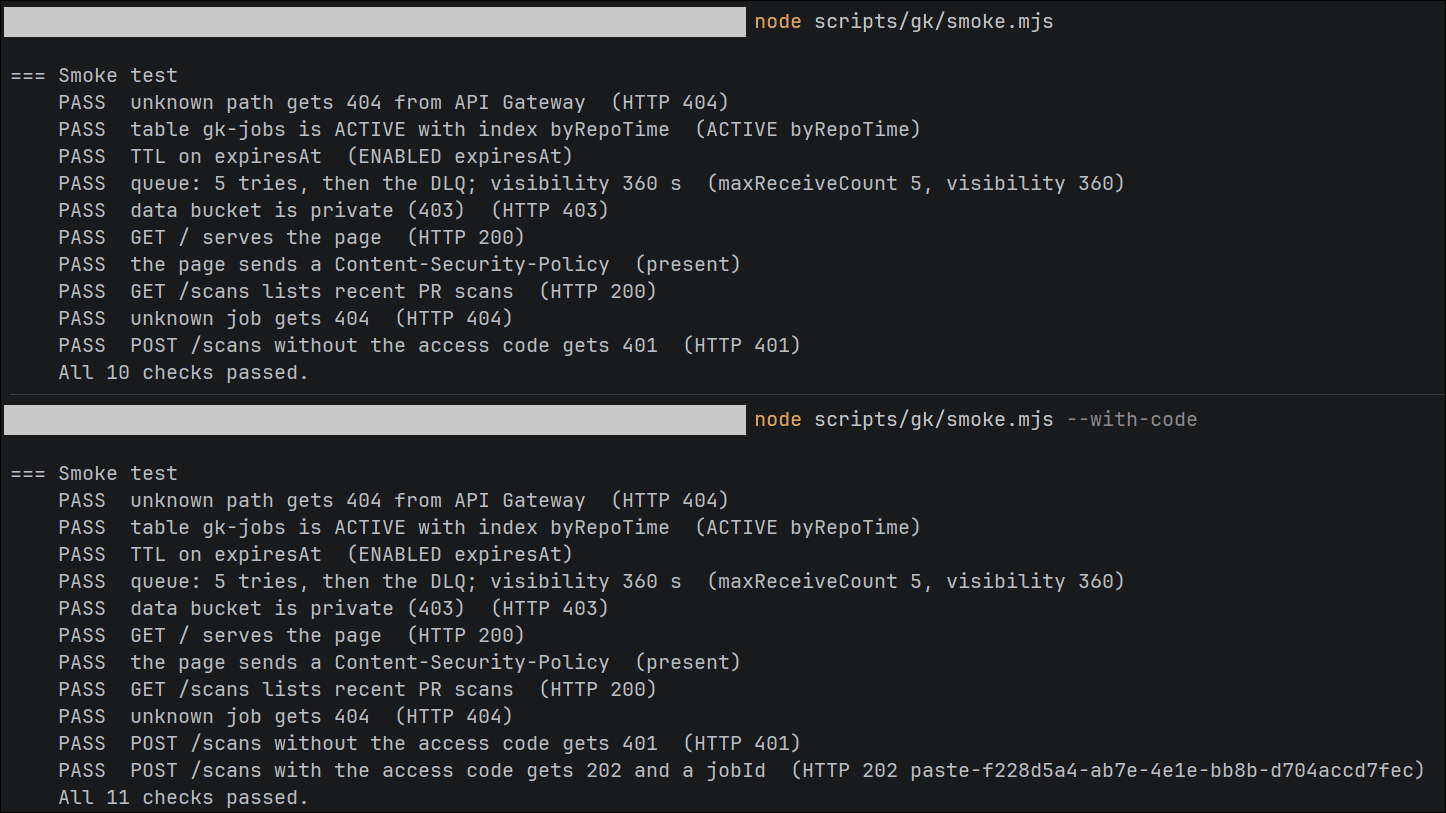 node scripts/gk/smoke.mjs
=== Smoke test
PASS  unknown path gets 404 from API Gateway  (HTTP 404)
PASS  table gk-jobs is ACTIVE with index byRepoTime  (ACTIVE byRepoTime)
PASS  TTL on expiresAt  (ENABLED expiresAt)
PASS  queue: 5 tries, then the DLQ; visibility 360 s  (maxReceiveCount 5, visibility 360)
PASS  data bucket is private (403)  (HTTP 403)
PASS  GET / serves the page  (HTTP 200)
PASS  the page sends a Content-Security-Policy  (present)
PASS  GET /scans lists recent PR scans  (HTTP 200)
PASS  unknown job gets 404  (HTTP 404)
PASS  POST /scans without the access code gets 401  (HTTP 401)
All 10 checks passed.
node scripts/gk/smoke.mjs --with-code
=== Smoke test
PASS  unknown path gets 404 from API Gateway  (HTTP 404)
PASS  table gk-jobs is ACTIVE with index byRepoTime  (ACTIVE byRepoTime)
PASS  TTL on expiresAt  (ENABLED expiresAt)
PASS  queue: 5 tries, then the DLQ; visibility 360 s  (maxReceiveCount 5, visibility 360)
PASS  data bucket is private (403)  (HTTP 403)
PASS  GET / serves the page  (HTTP 200)
PASS  the page sends a Content-Security-Policy  (present)
PASS  GET /scans lists recent PR scans  (HTTP 200)
PASS  unknown job gets 404  (HTTP 404)
PASS  POST /scans without the access code gets 401  (HTTP 401)
PASS  POST /scans with the access code gets 202 and a jobId  (HTTP 202 paste-f228d5a4-ab7e-4e1e-bb8b-d704accd7fec)
All 11 checks passed.